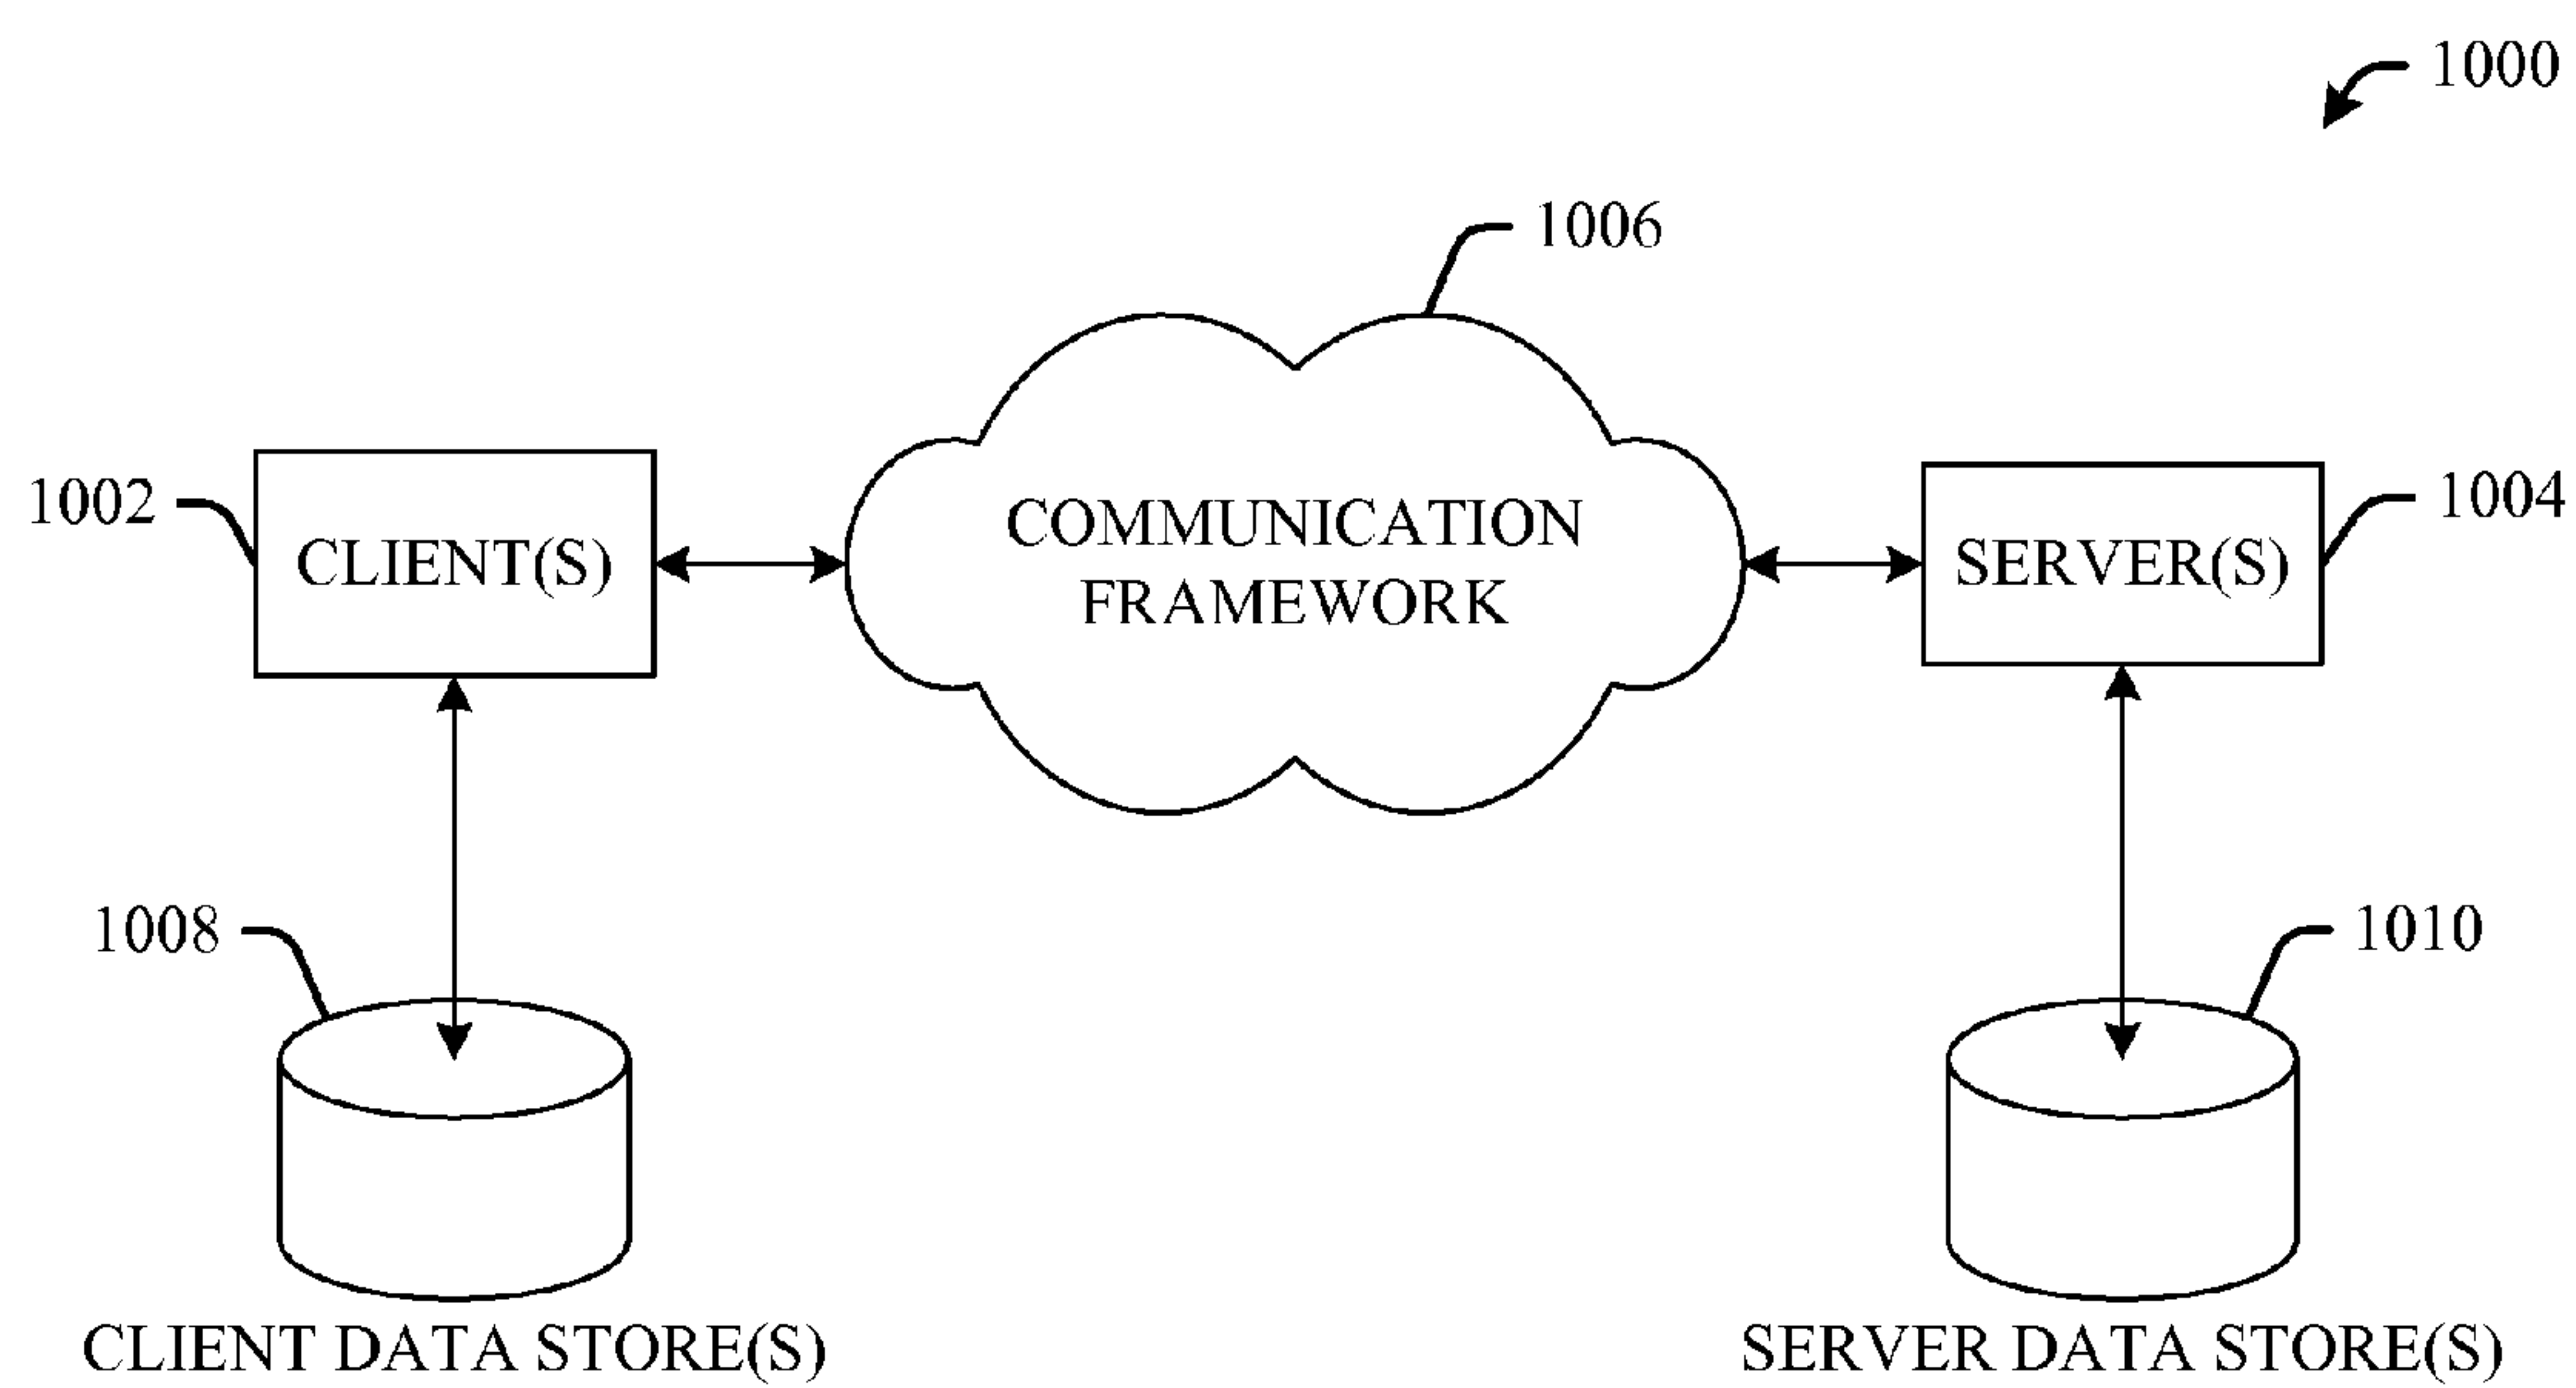 1000
1006
1002
CLIENT(S)
COMMUNICATION
FRAMEWORK
SERVER(S)
1004
1008
1010
CLIENT DATA STORE(S)
SERVER DATA STORE(S)